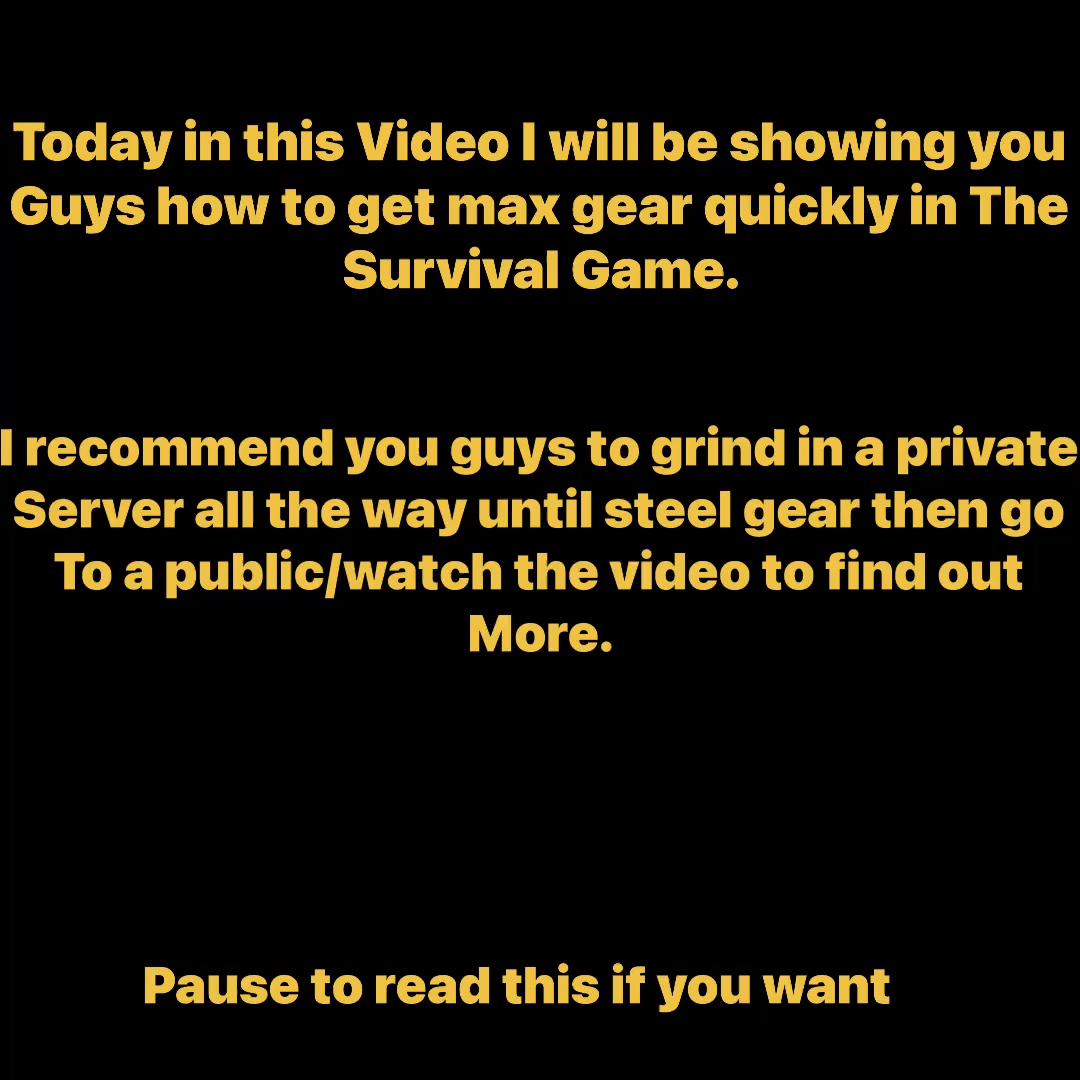 Today in this Video I will be showing you
Guys how to get max gear quickly in The
Survival Game.
I recommend you guys to grind in a private
Server all the way until steel gear then go
To a public/watch the video to find out
More.
Pause to read this if you want